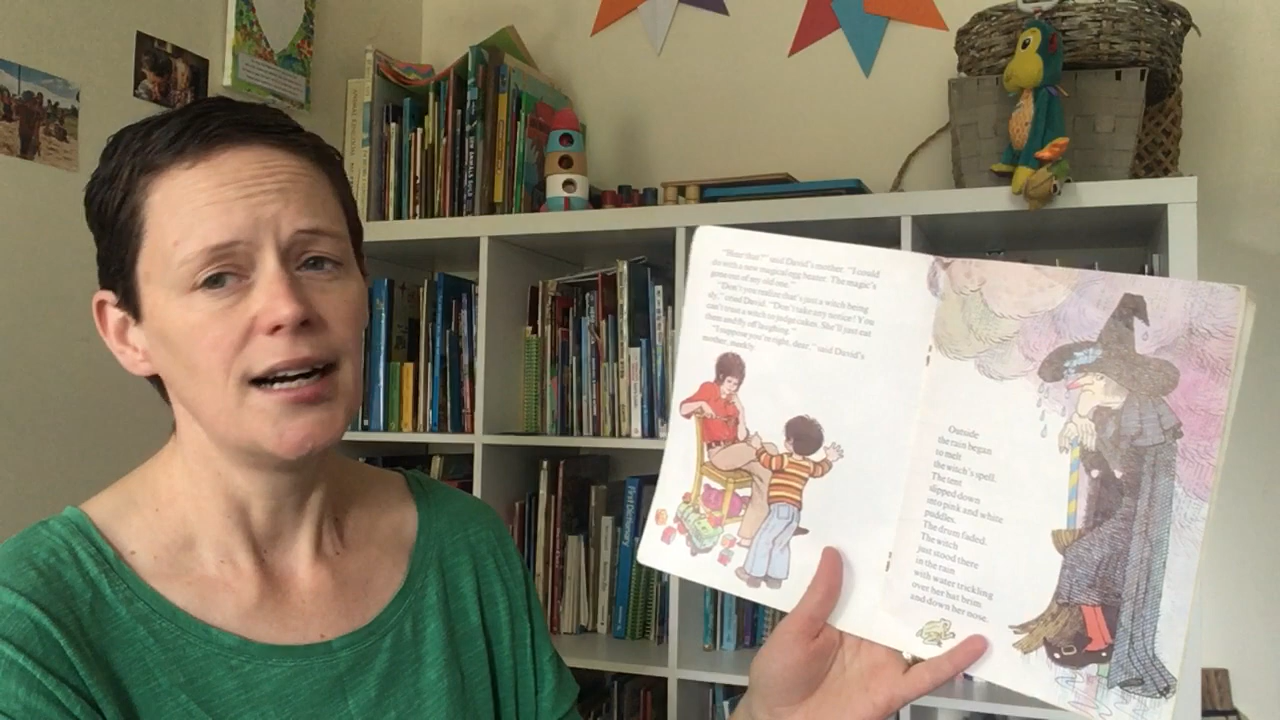 "Hear that?" said David's mother. "I could
do with a new magical egg beater. The magic's
gone out of my old one."
"Don't you realize that's just a witch being
sly," cried David. "Don't take any notice! You
can't trust a witch to judge cakes. She'll just eat
them and fly off laughing."
"I suppose you're right, dear," said David's
mother, meekly.
Outside
the rain began
to melt
the witch's spell.
The tent
slipped down
into pink and white
puddles.
The drum faded.
The witch
just stood there
in the rain
with water trickling
over her hat brim
and down her nose.
First Dictionary